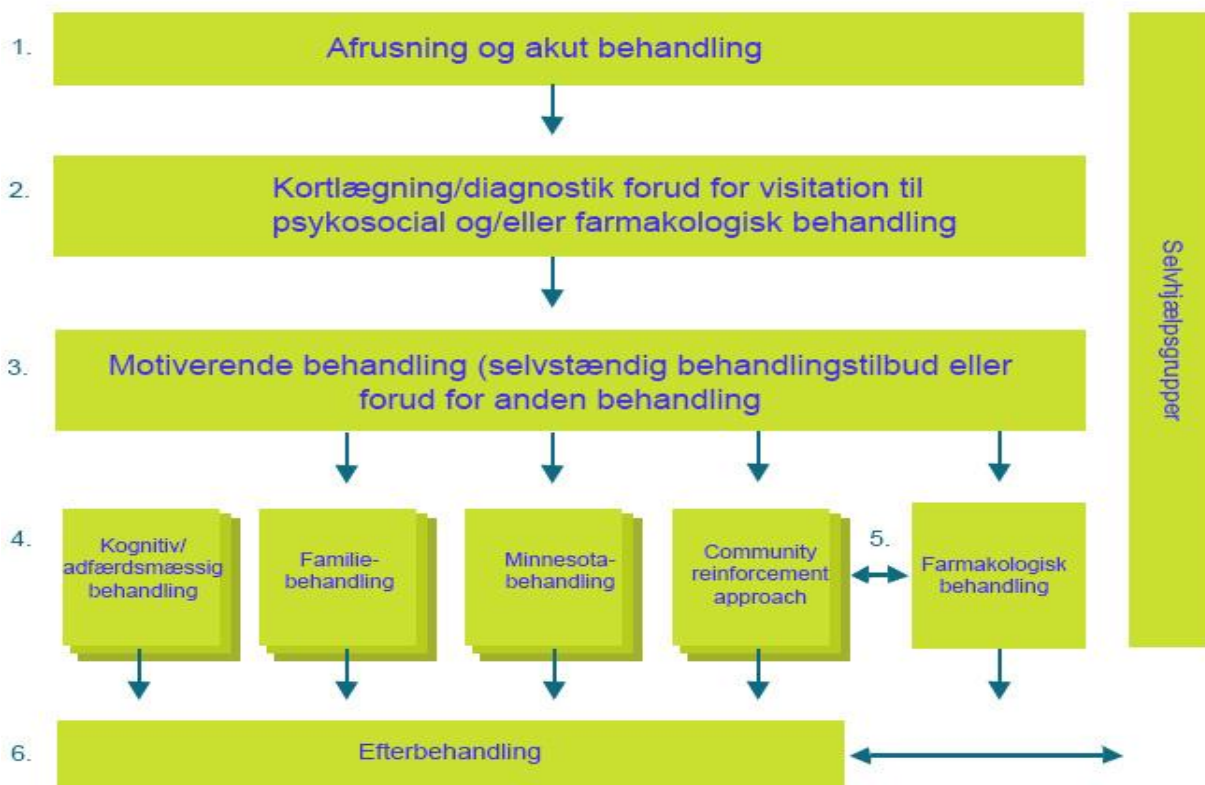 1.
Afrusning og akut behandling
2.
Kortlægning/diagnostik forud for visitation til
psykosocial og/eller farmakologisk behandling
3.
Motiverende behandling (selvstændig behandlingstilbud eller
forud for anden behandling
4.
Kognitiv/
adfærdsmæssig
behandling
Familie-
behandling
Minnesota-
behandling
Community
reinforcement
approach
5.
Farmakologisk
behandling
6.
Efterbehandling
Selvhjælpsgrupper